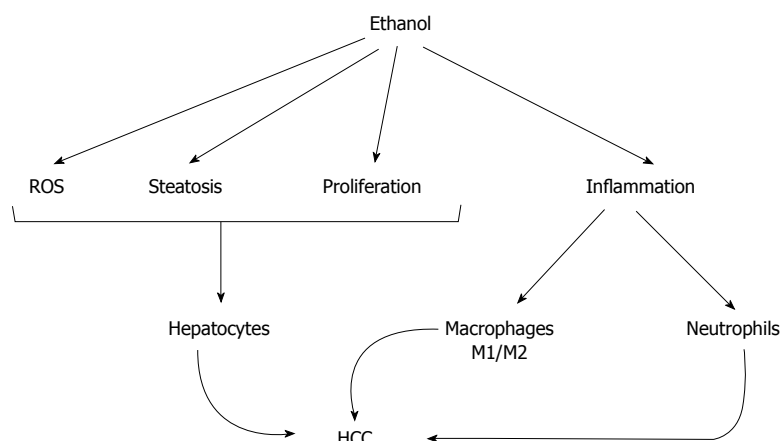 Ethanol
ROS Steatosis Proliferation Inflammation
Hepatocytes Macrophages Neutrophils
M1/M2
HCC